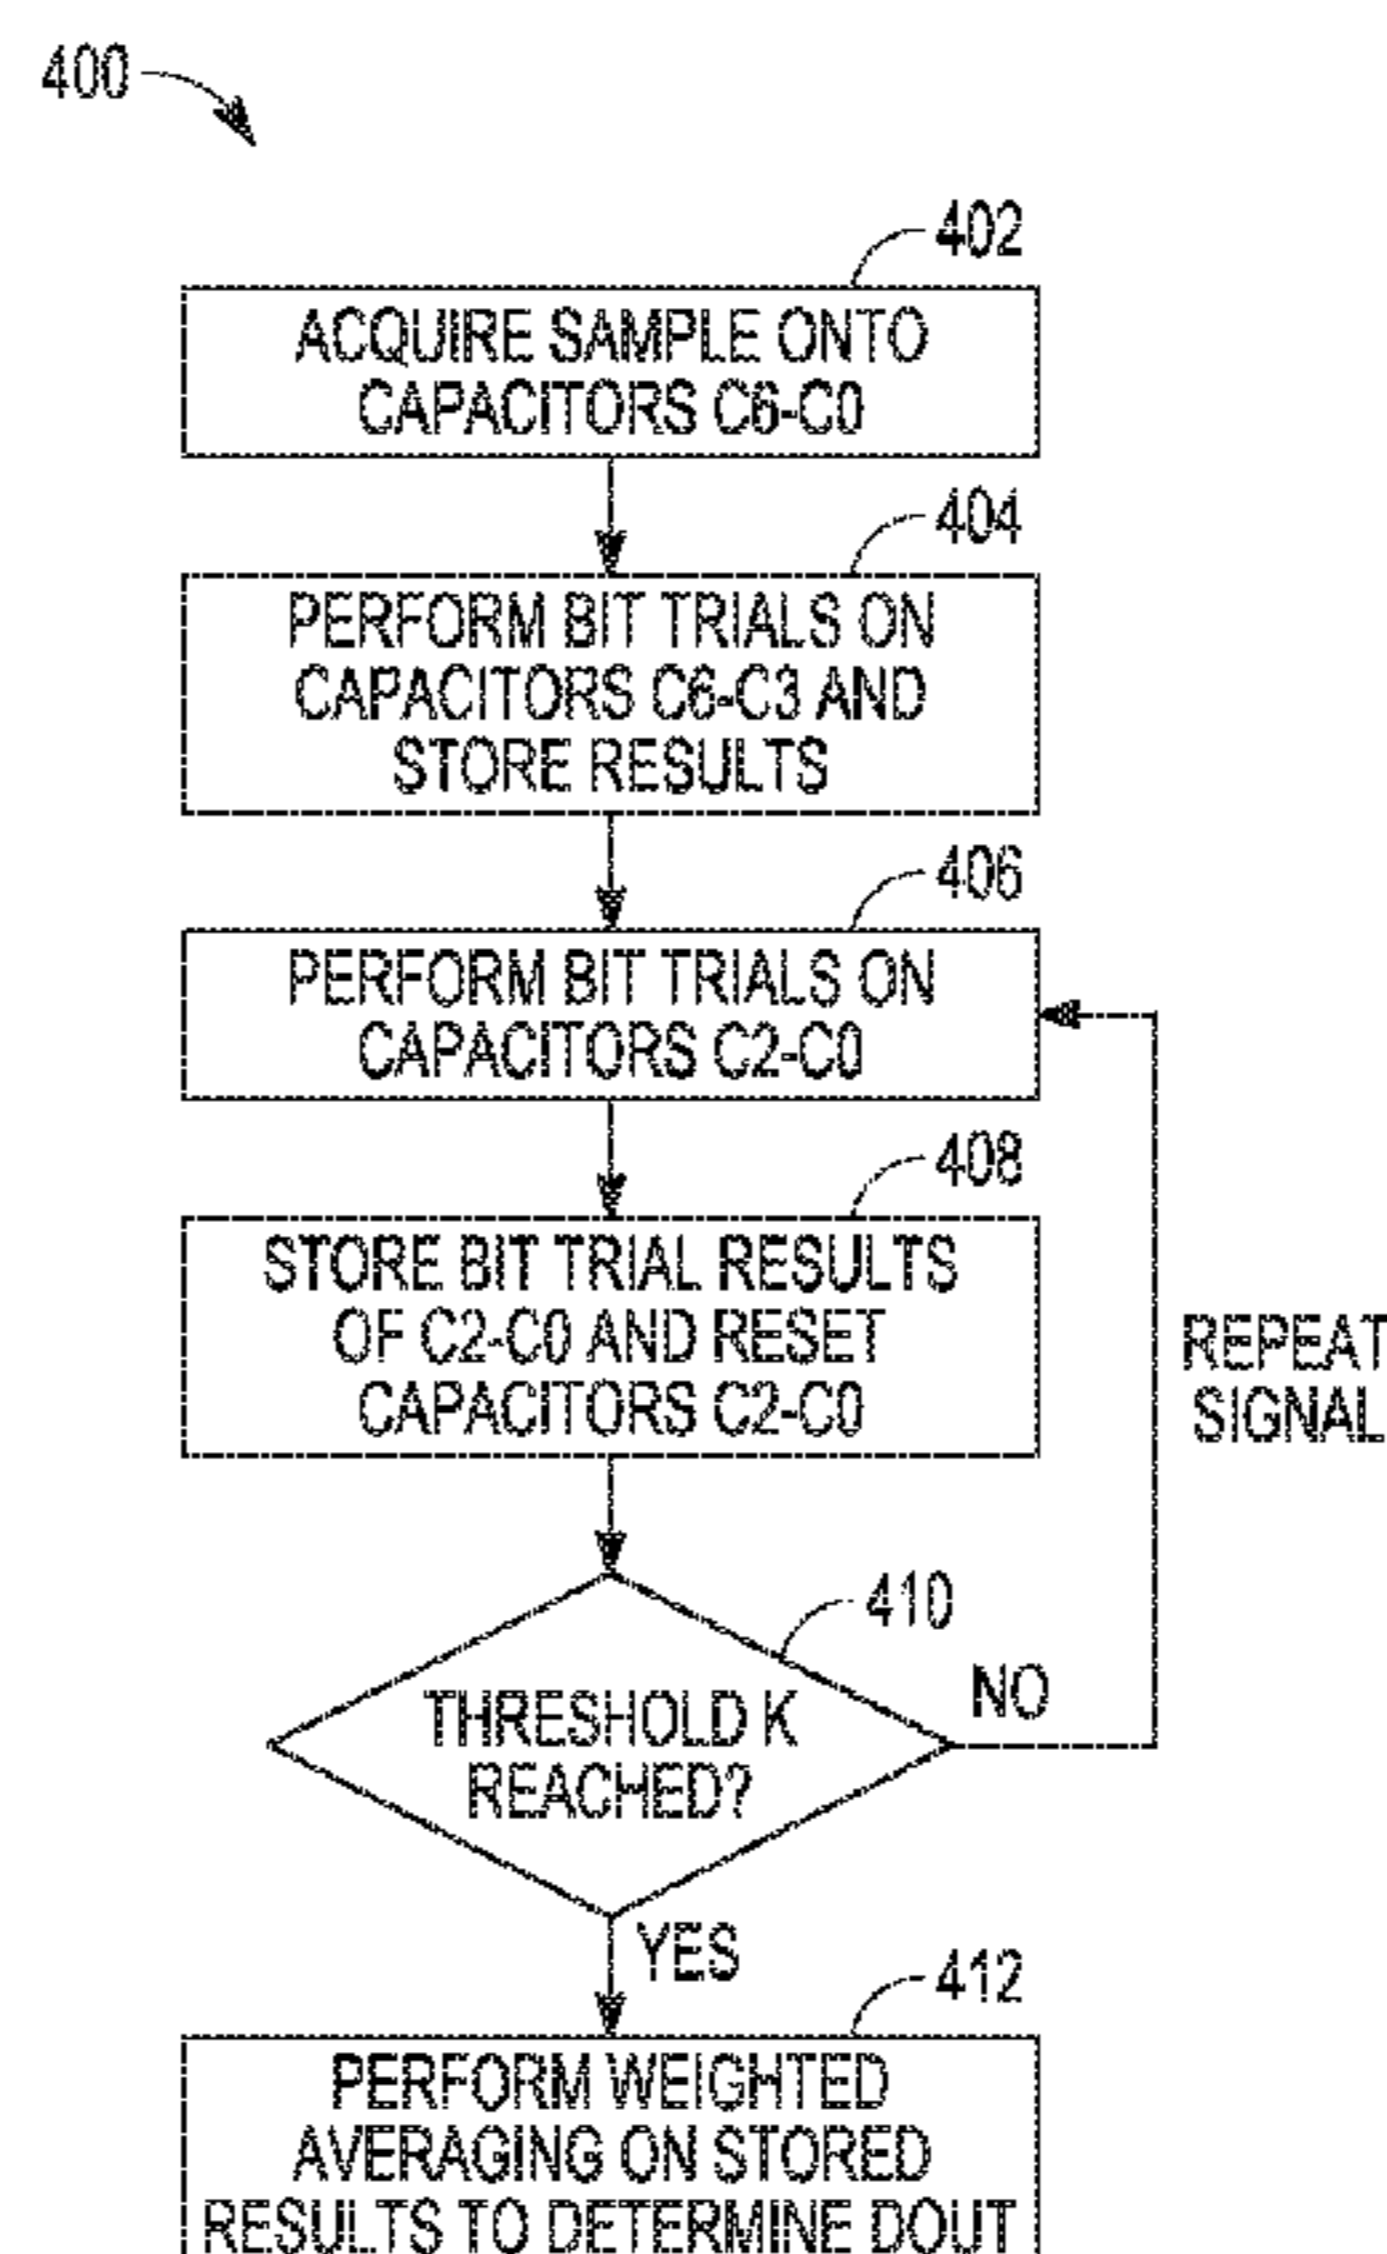 400
402
ACQUIRE SAMPLE ONTO
CAPACITORS C6-C0
404
PERFORM BIT TRIALS ON
CAPACITORS C6-C3 AND
STORE RESULTS
406
PERFORM BIT TRIALS ON
CAPACITORS C2-C0
408
STORE BIT TRIAL RESULTS
OF C2-C0 AND RESET
CAPACITORS C2-C0
REPEAT
SIGNAL
410
THRESHOLD K
REACHED?
NO
YES
412
PERFORM WEIGHTED
AVERAGING ON STORED
RESULTS TO DETERMINE DOUT